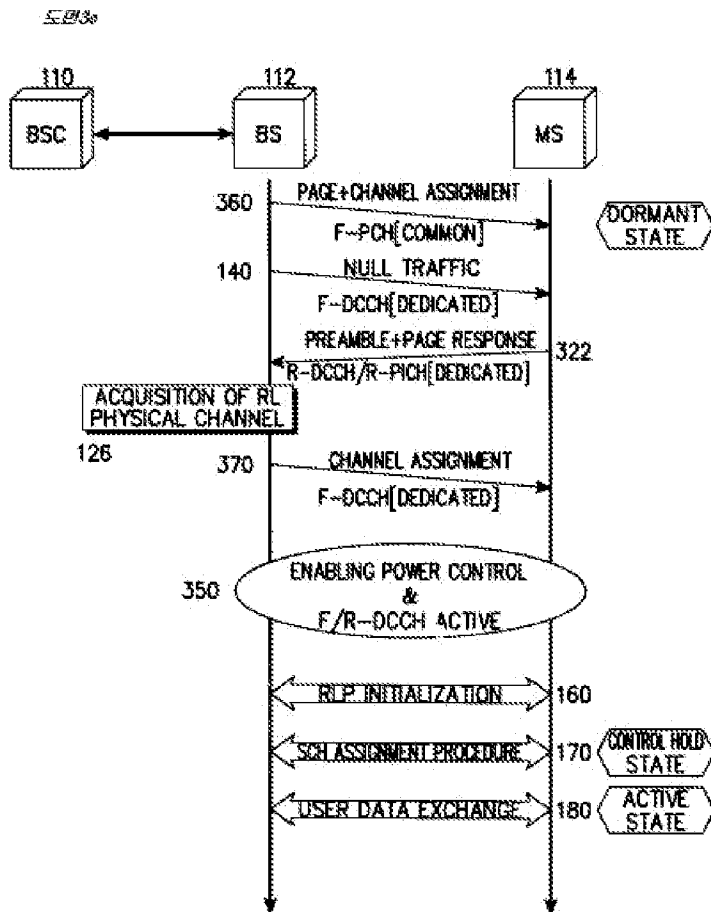 도면3a
110
112
114
BSC
BS
MS
360
PAGE+CHANNEL ASSIGNMENT
F-PCH[COMMON]
DORMANT
STATE
140
NULL TRAFFIC
F-DCCH[DEDICATED]
PREAMBLE+PAGE RESPONSE
322
R-DCCH/R-PICH[DEDICATED]
ACQUISITION OF RL
PHYSICAL CHANNEL
126
370
CHANNEL ASSIGNMENT
F-DCCH[DEDICATED]
350
ENABLING POWER CONTROL
&
F/R-DCCH ACTIVE
RLP INITIALIZATION
160
SCH ASSIGNMENT PROCEDURE
170
CONTROL HOLD
STATE
USER DATA EXCHANGE
180
ACTIVE
STATE